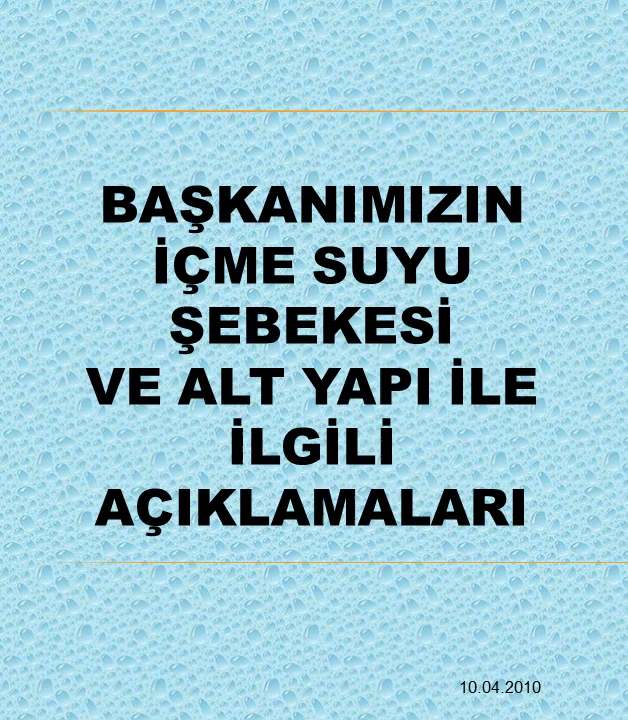 BAŞKANIMIZIN
İÇME SUYU
ŞEBEKESİ
VE ALT YAPI İLE
İLGİLİ
AÇIKLAMALARI
10.04.2010